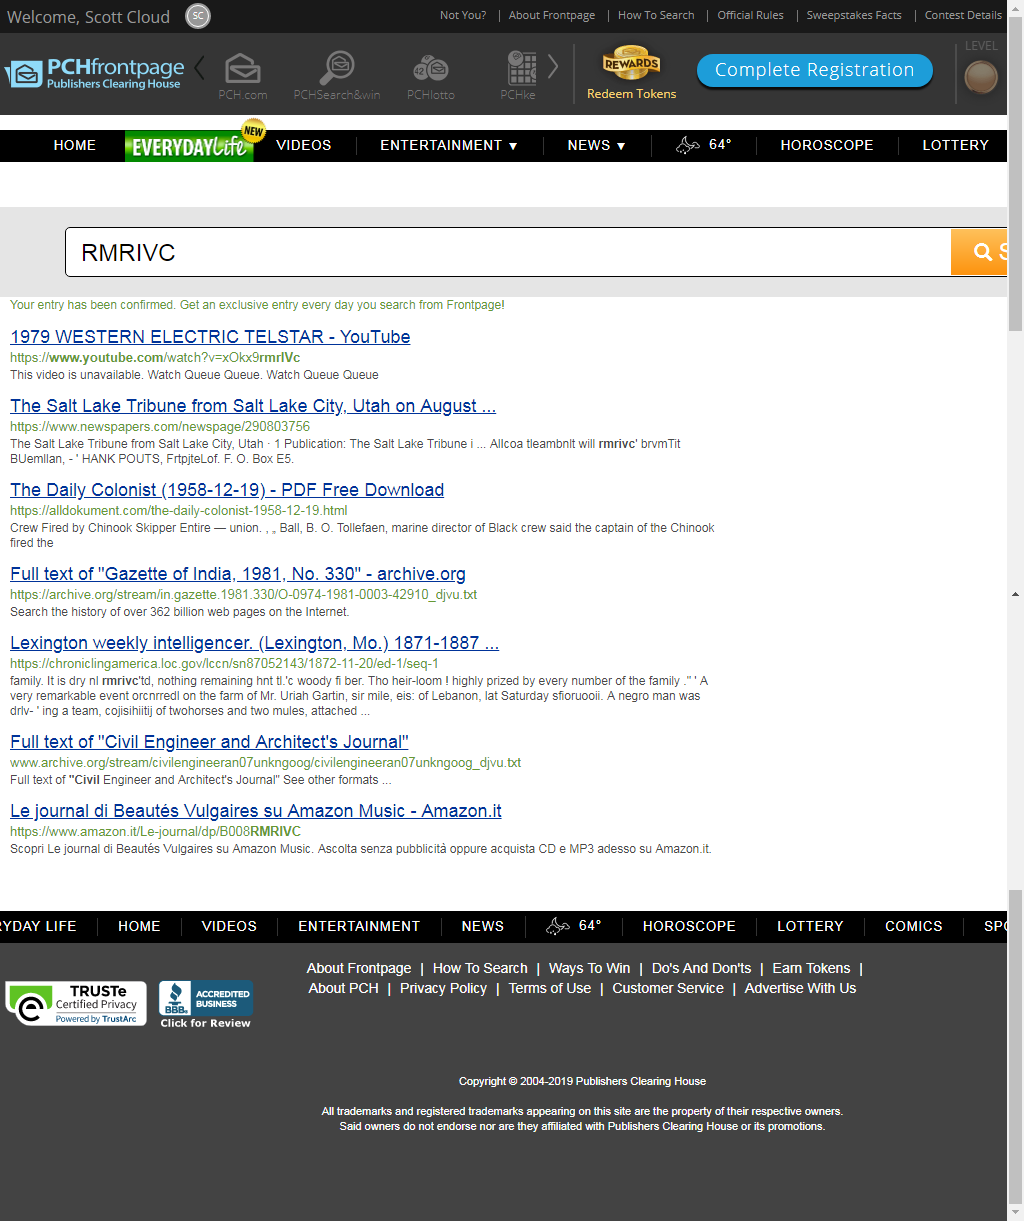 Welcome, Scott Cloud SC Not You? | About Frontpage | How To Search | Official Rules | Sweepstakes Facts | Contest Details
PCHfrontpage
Publishers Clearing House
PCH.com PCHSearch&win PCHlotto PCHke
REWARDS
Redeem Tokens
Complete Registration
LEVEL
HOME EVERYDAY Life NEW VIDEOS ENTERTAINMENT ▼ NEWS ▼ 64° HOROSCOPE LOTTERY
RMRIVC
Your entry has been confirmed. Get an exclusive entry every day you search from Frontpage!
1979 WESTERN ELECTRIC TELSTAR - YouTube
https://www.youtube.com/watch?v=xOkx9rmrIVc
This video is unavailable. Watch Queue Queue. Watch Queue Queue
The Salt Lake Tribune from Salt Lake City, Utah on August ...
https://www.newspapers.com/newspage/290803756
The Salt Lake Tribune from Salt Lake City, Utah · 1 Publication: The Salt Lake Tribune i ... Allcoa tleambnlt will rmrivc' brvmTit
BUemllan, - ' HANK POUTS, FrtpjteLof. F. O. Box E5.
The Daily Colonist (1958-12-19) - PDF Free Download
https://alldokument.com/the-daily-colonist-1958-12-19.html
Crew Fired by Chinook Skipper Entire — union. , „ Ball, B. O. Tollefaen, marine director of Black crew said the captain of the Chinook
fired the
Full text of "Gazette of India, 1981, No. 330" - archive.org
https://archive.org/stream/in.gazette.1981.330/O-0974-1981-0003-42910_djvu.txt
Search the history of over 362 billion web pages on the Internet.
Lexington weekly intelligencer. (Lexington, Mo.) 1871-1887 ...
https://chroniclingamerica.loc.gov/lccn/sn87052143/1872-11-20/ed-1/seq-1
family. It is dry nl rmrivc'td, nothing remaining hnt tl.'c woody fi ber. Tho heir-loom ! highly prized by every number of the family ." ' A
very remarkable event orcnrredl on the farm of Mr. Uriah Gartin, sir mile, eis: of Lebanon, lat Saturday sfioruooii. A negro man was
drlv- ' ing a team, cojisihiitij of twohorses and two mules, attached ...
Full text of "Civil Engineer and Architect's Journal"
www.archive.org/stream/civilengineeran07unkngoog/civilengineeran07unkngoog_djvu.txt
Full text of "Civil Engineer and Architect's Journal" See other formats ...
Le journal di Beautés Vulgaires su Amazon Music - Amazon.it
https://www.amazon.it/Le-journal/dp/B008RMRIVC
Scopri Le journal di Beautés Vulgaires su Amazon Music. Ascolta senza pubblicità oppure acquista CD e MP3 adesso su Amazon.it.
RYDAY LIFE HOME VIDEOS ENTERTAINMENT NEWS 64° HOROSCOPE LOTTERY COMICS SPO
About Frontpage | How To Search | Ways To Win | Do's And Don'ts | Earn Tokens |
About PCH | Privacy Policy | Terms of Use | Customer Service | Advertise With Us
TRUSTe
Certified Privacy
Powered by TrustArc
BBB.
ACCREDITED
BUSINESS
Click for Review
Copyright © 2004-2019 Publishers Clearing House
All trademarks and registered trademarks appearing on this site are the property of their respective owners.
Said owners do not endorse nor are they affiliated with Publishers Clearing House or its promotions.